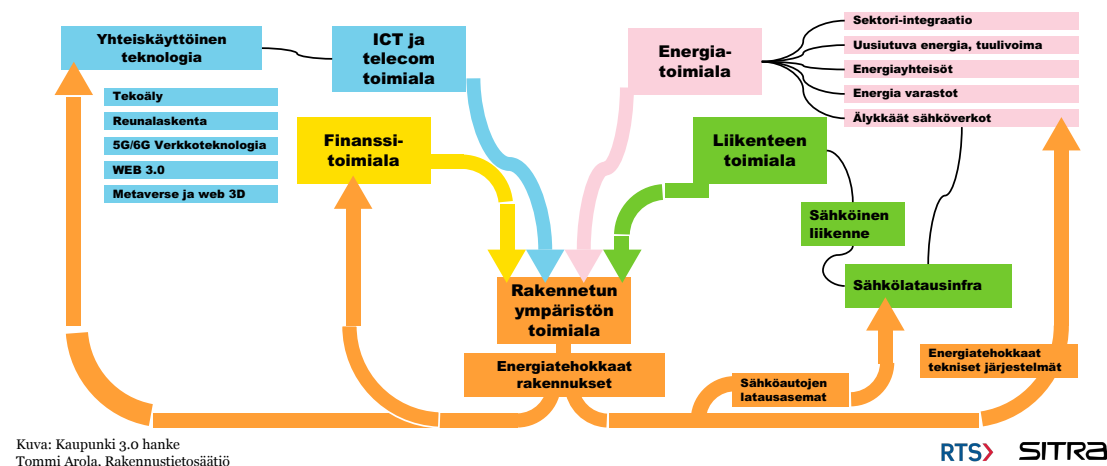 Yhteiskäyttöinen
teknologia
ICT ja
telecom
toimiala
Energia-
toimiala
Sektori-integraatio
Uusiutuva energia, tuulivoima
Energiayhteisöt
Energia varastot
Älykkäät sähköverkot
Tekoäly
Reunalaskenta
5G/6G Verkkoteknologia
WEB 3.0
Metaverse ja web 3D
Finanssi-
toimiala
Liikenteen
toimiala
Sähköinen
liikenne
Sähkölatausinfra
Rakennetun
ympäristön
toimiala
Energiatehokkaat
rakennukset
Sähköautojen
latausasemat
Energiatehokkaat
tekniset järjestelmät
Kuva: Kaupunki 3.0 hanke
Tommi Arola, Rakennustietosäätiö
RTS
SITRA